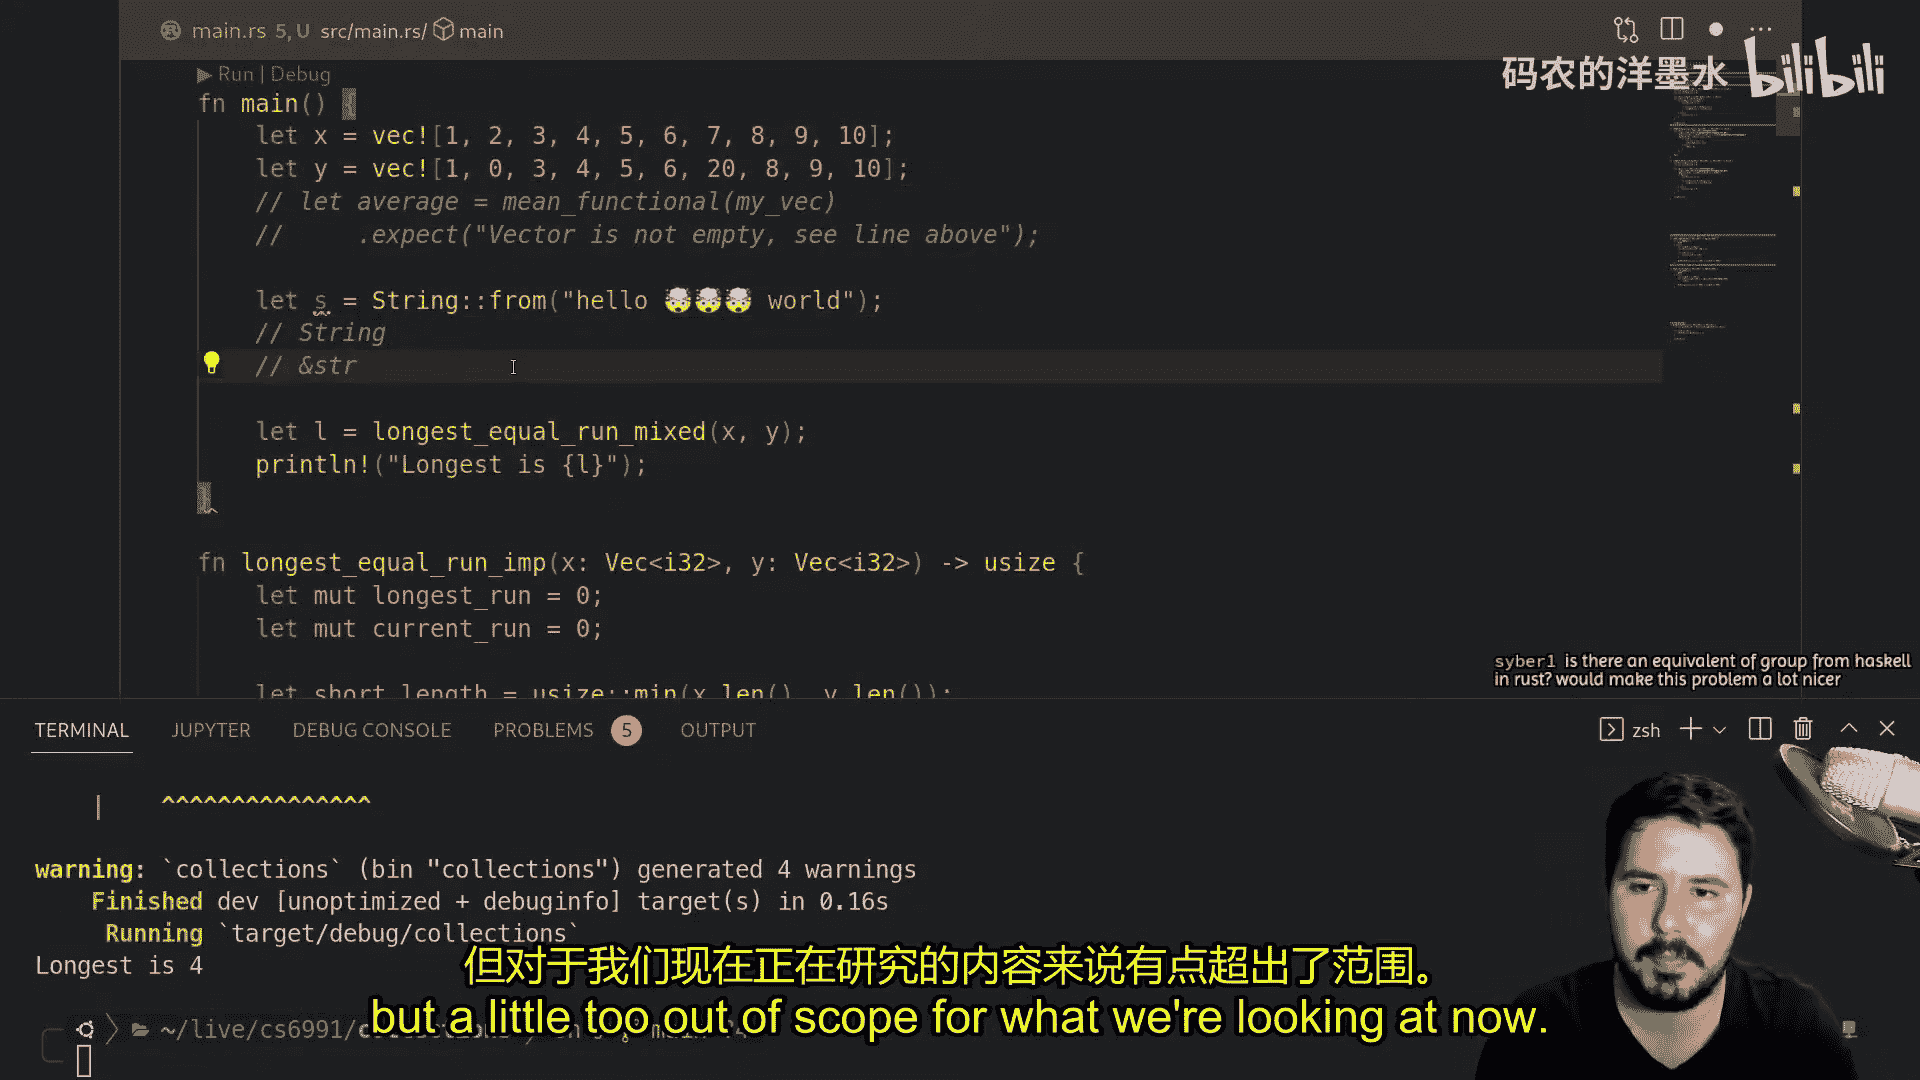 main.rs 5, U src/main.rs/ main
码农的洋墨水 bilibili
Run | Debug
fn main() {
let x = vec![1, 2, 3, 4, 5, 6, 7, 8, 9, 10];
let y = vec![1, 0, 3, 4, 5, 6, 20, 8, 9, 10];
// let average = mean_functional(my_vec)
//     .expect("Vector is not empty, see line above");
let s = String::from("hello 🤯🤯🤯 world");
// String
// &str
let l = longest_equal_run_mixed(x, y);
println!("Longest is {l}");
}
fn longest_equal_run_imp(x: Vec<i32>, y: Vec<i32>) -> usize {
let mut longest_run = 0;
let mut current_run = 0;
let short_length = usize::min(x.len(), y.len());
syber1 is there an equivalent of group from haskell
in rust? would make this problem a lot nicer
TERMINAL JUPYTER DEBUG CONSOLE PROBLEMS 5 OUTPUT zsh
| ^^^^^^^^^^^^^^^
warning: `collections` (bin "collections") generated 4 warnings
Finished dev [unoptimized + debuginfo] target(s) in 0.16s
Running `target/debug/collections`
Longest is 4
但对于我们现在正在研究的内容来说有点超出了范围。
but a little too out of scope for what we're looking at now.
~/live/cs6991/